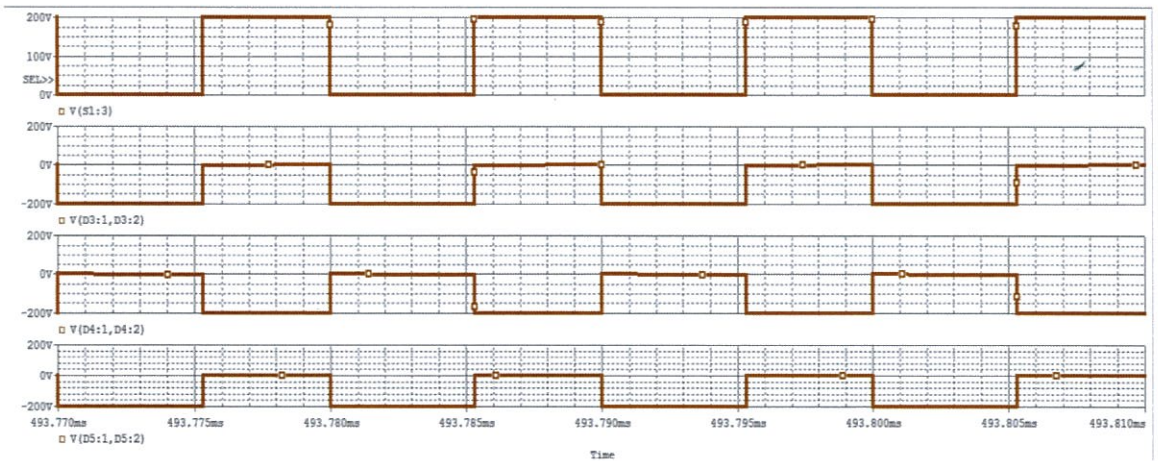 200V
100V
SEL>>
0V
V(S1:3)
200V
0V
-200V
V(D3:1,D3:2)
200V
0V
-200V
V(D4:1,D4:2)
200V
0V
-200V
493.770ms 493.775ms 493.780ms 493.785ms 493.790ms 493.795ms 493.800ms 493.805ms 493.810ms
V(D5:1,D5:2)
Time